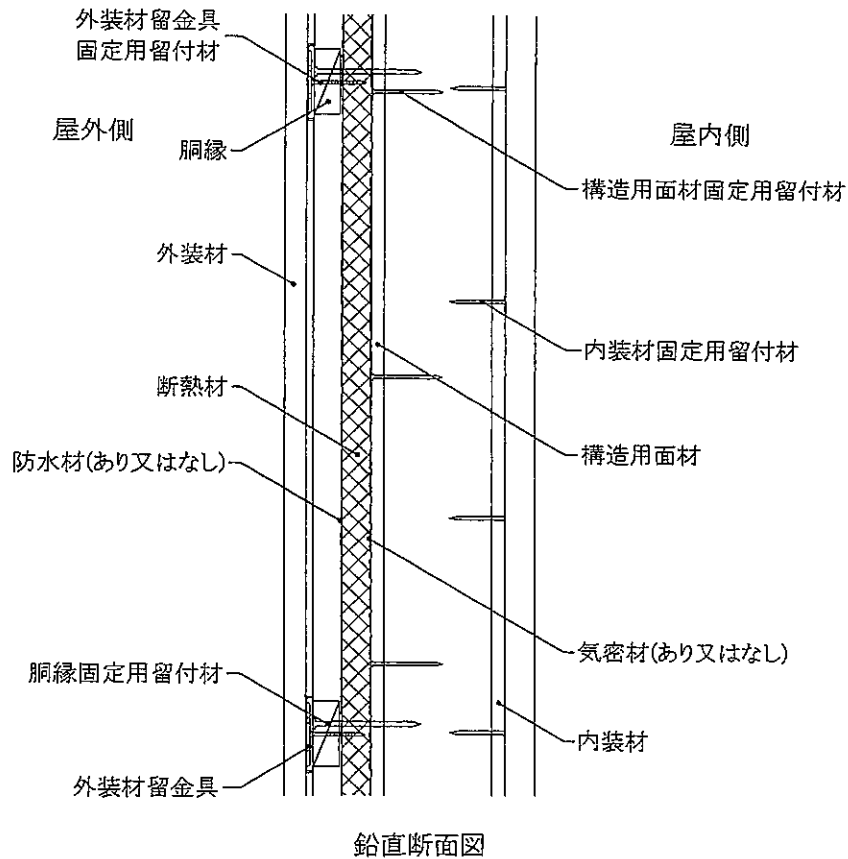 外装材留金具
固定用留付材
屋外側
屋内側
胴縁
構造用面材固定用留付材
外装材
内装材固定用留付材
断熱材
構造用面材
防水材(あり又はなし)
気密材(あり又はなし)
胴縁固定用留付材
内装材
外装材留金具
鉛直断面図